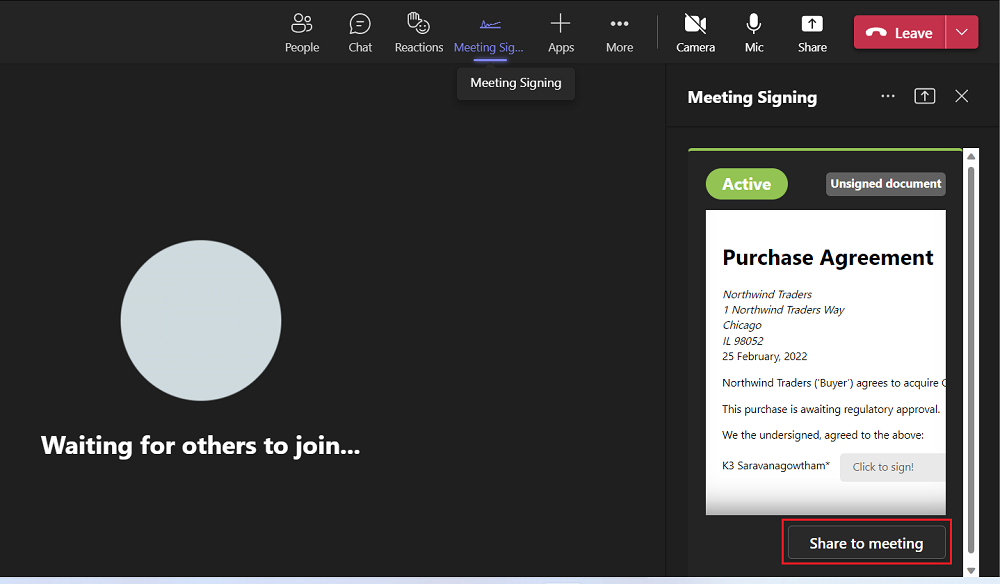 People
Chat
Reactions
Meeting Sig...
Apps
More
Camera
Mic
Share
Leave
Meeting Signing
Meeting Signing
Active
Unsigned document
Purchase Agreement
Northwind Traders
1 Northwind Traders Way
Chicago
IL 98052
25 February, 2022
Northwind Traders ('Buyer') agrees to acquire
This purchase is awaiting regulatory approval.
We the undersigned, agreed to the above:
K3 Saravanagowtham*
Click to sign!
Waiting for others to join...
Share to meeting